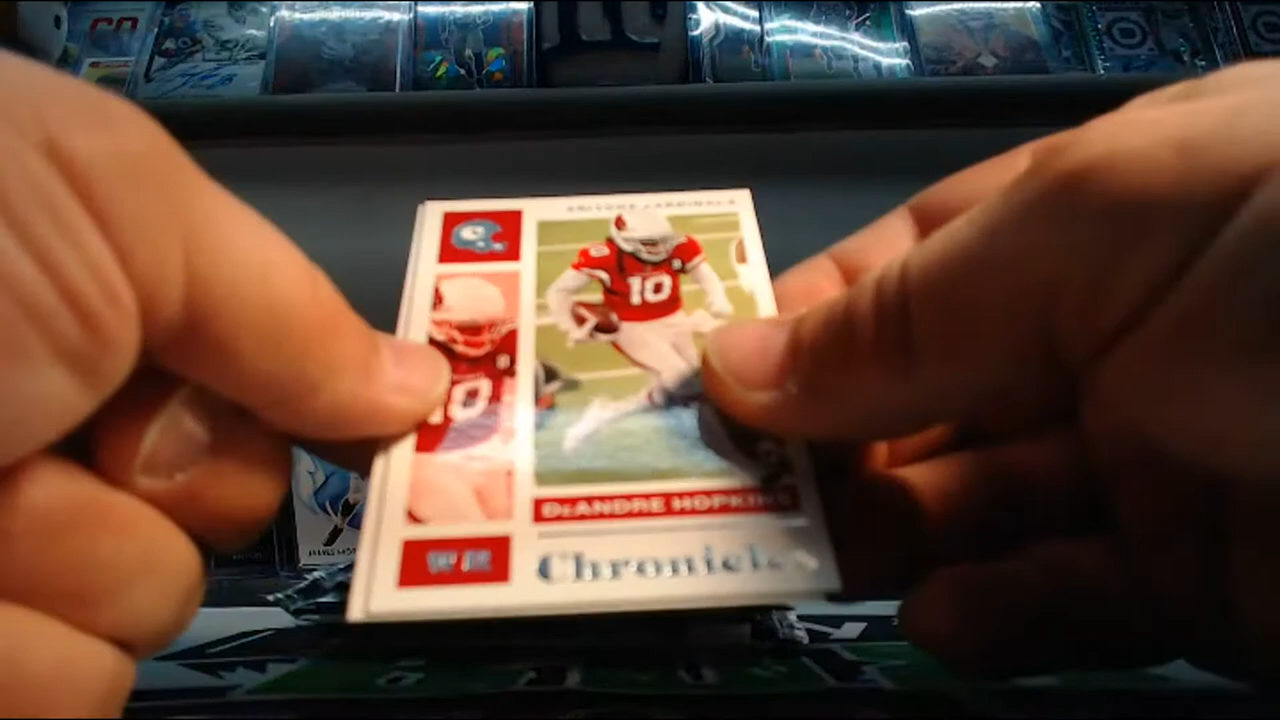 ARIZONA CARDINALS
10
10
DeANDRE HOPKINS
WR
Chronicles